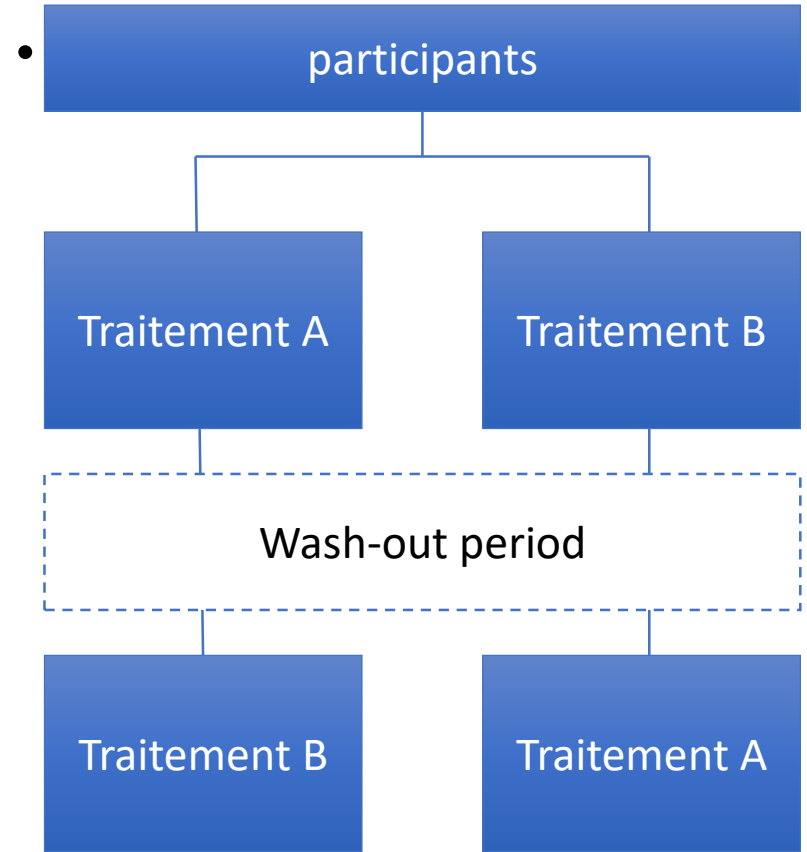 • participants
Traitement A
Traitement B
Wash-out period
Traitement B
Traitement A